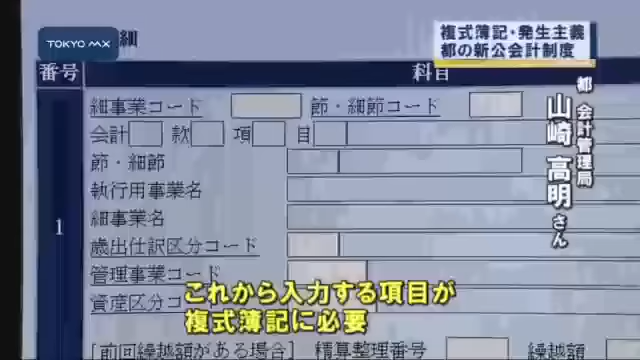 TOKYO MX
細
複式簿記・発生主義
都の新公会計制度
番号
科目
都 会計管理局
山崎 高明さん
細事業コード
節・細節コード
会計 款 項 目
節・細節
執行用事業名
細事業名
1
歳出仕訳区分コード
管理事業コード
資産区分コ
これから入力する項目が
複式簿記に必要
[前回繰越額がある場合] 精算整理番号 繰越額